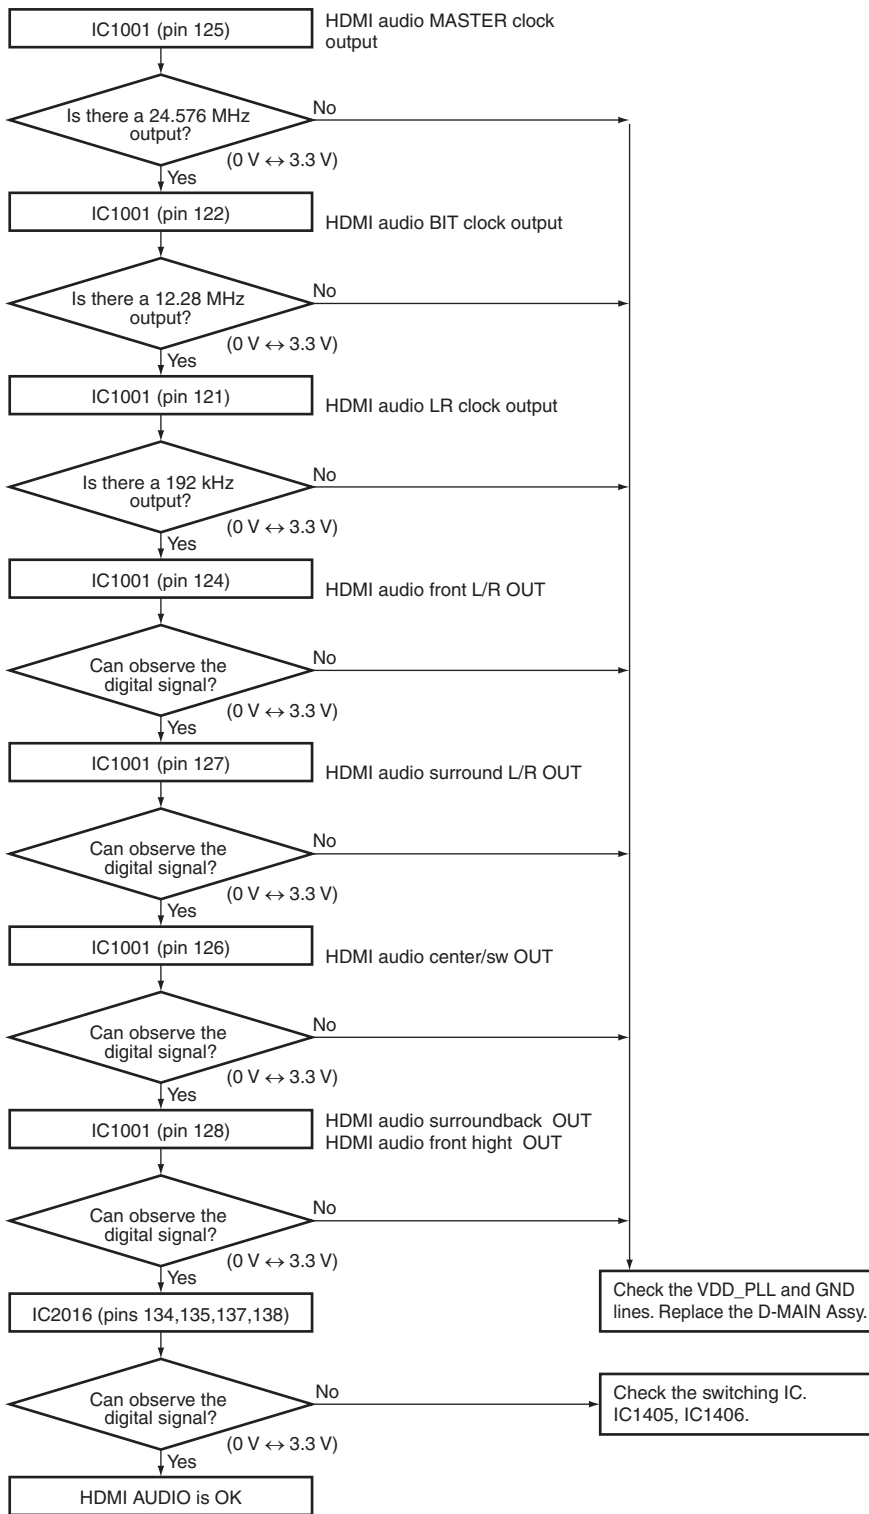 IC1001 (pin 125)
HDMI audio MASTER clock
output
Is there a 24.576 MHz
output?
No
(0 V ↔ 3.3 V)
Yes
IC1001 (pin 122)
HDMI audio BIT clock output
Is there a 12.28 MHz
output?
No
(0 V ↔ 3.3 V)
Yes
IC1001 (pin 121)
HDMI audio LR clock output
Is there a 192 kHz
output?
No
(0 V ↔ 3.3 V)
Yes
IC1001 (pin 124)
HDMI audio front L/R OUT
Can observe the
digital signal?
No
(0 V ↔ 3.3 V)
Yes
IC1001 (pin 127)
HDMI audio surround L/R OUT
Can observe the
digital signal?
No
(0 V ↔ 3.3 V)
Yes
IC1001 (pin 126)
HDMI audio center/sw OUT
Can observe the
digital signal?
No
(0 V ↔ 3.3 V)
Yes
IC1001 (pin 128)
HDMI audio surroundback OUT
HDMI audio front hight OUT
Can observe the
digital signal?
No
(0 V ↔ 3.3 V)
Yes
Check the VDD_PLL and GND
lines. Replace the D-MAIN Assy.
IC2016 (pins 134,135,137,138)
Can observe the
digital signal?
No
(0 V ↔ 3.3 V)
Yes
Check the switching IC.
IC1405, IC1406.
HDMI AUDIO is OK